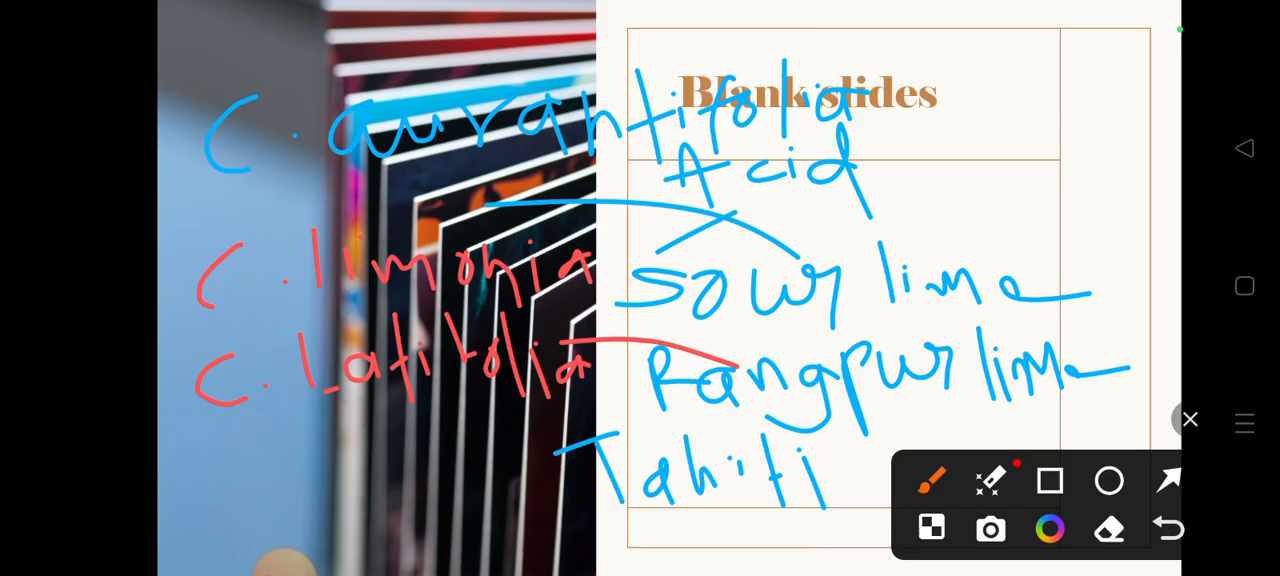 Blank slides
C. aurantifolia
Acid
C. limonia sour lime
C. Latifolia Rangpur lime
Tahiti